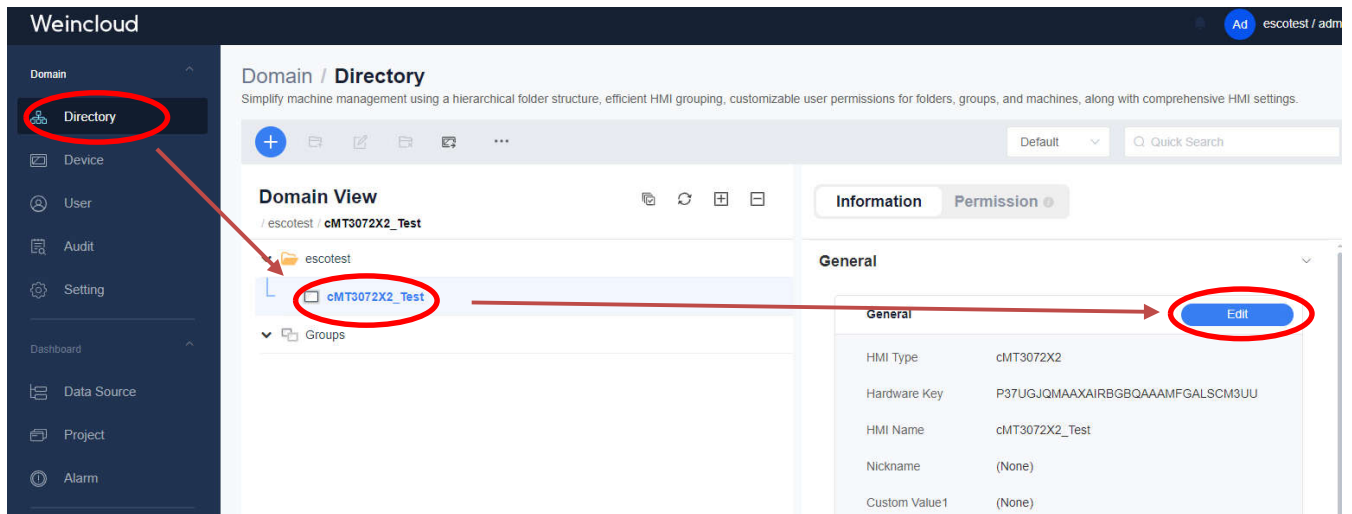 Weincloud
Ad escotest / adm
Domain
Directory
Device
User
Audit
Setting
Dashboard
Data Source
Project
Alarm
Domain / Directory
Simplify machine management using a hierarchical folder structure, efficient HMI grouping, customizable user permissions for folders, groups, and machines, along with comprehensive HMI settings.
Default
Quick Search
Domain View
/ escotest / cMT3072X2_Test
escotest
cMT3072X2_Test
Groups
Information Permission
General
General Edit
HMI Type cMT3072X2
Hardware Key P37UGJQMAAXAIRBGBQAAAMFGALSCM3UU
HMI Name cMT3072X2_Test
Nickname (None)
Custom Value1 (None)